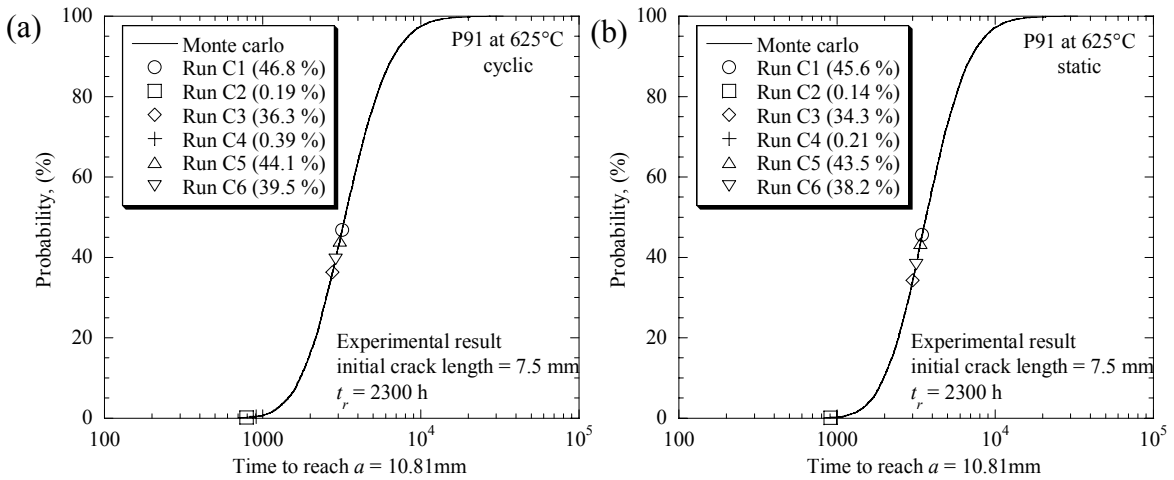 (a)
100
80
60
40
20
0
Probability, (%)
Monte carlo
Run C1 (46.8 %)
Run C2 (0.19 %)
Run C3 (36.3 %)
Run C4 (0.39 %)
Run C5 (44.1 %)
Run C6 (39.5 %)
P91 at 625°C
cyclic
Experimental result
initial crack length = 7.5 mm
t_r = 2300 h
100
1000
10^4
10^5
Time to reach a = 10.81mm
(b)
100
80
60
40
20
0
Probability, (%)
Monte carlo
Run C1 (45.6 %)
Run C2 (0.14 %)
Run C3 (34.3 %)
Run C4 (0.21 %)
Run C5 (43.5 %)
Run C6 (38.2 %)
P91 at 625°C
static
Experimental result
initial crack length = 7.5 mm
t_r = 2300 h
100
1000
10^4
10^5
Time to reach a = 10.81mm